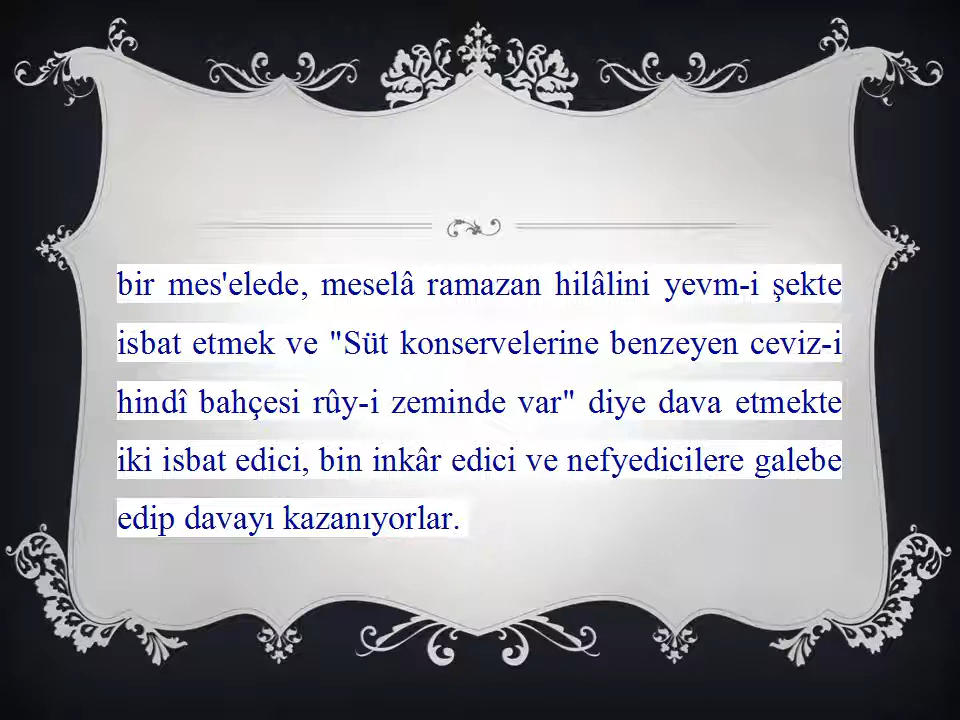 bir mes'elede, meselâ ramazan hilâlini yevm-i şekte
isbat etmek ve "Süt konservelerine benzeyen ceviz-i
hindî bahçesi rûy-i zeminde var" diye dava etmekte
iki isbat edici, bin inkâr edici ve nefyedicilere galebe
edip davayı kazanıyorlar.